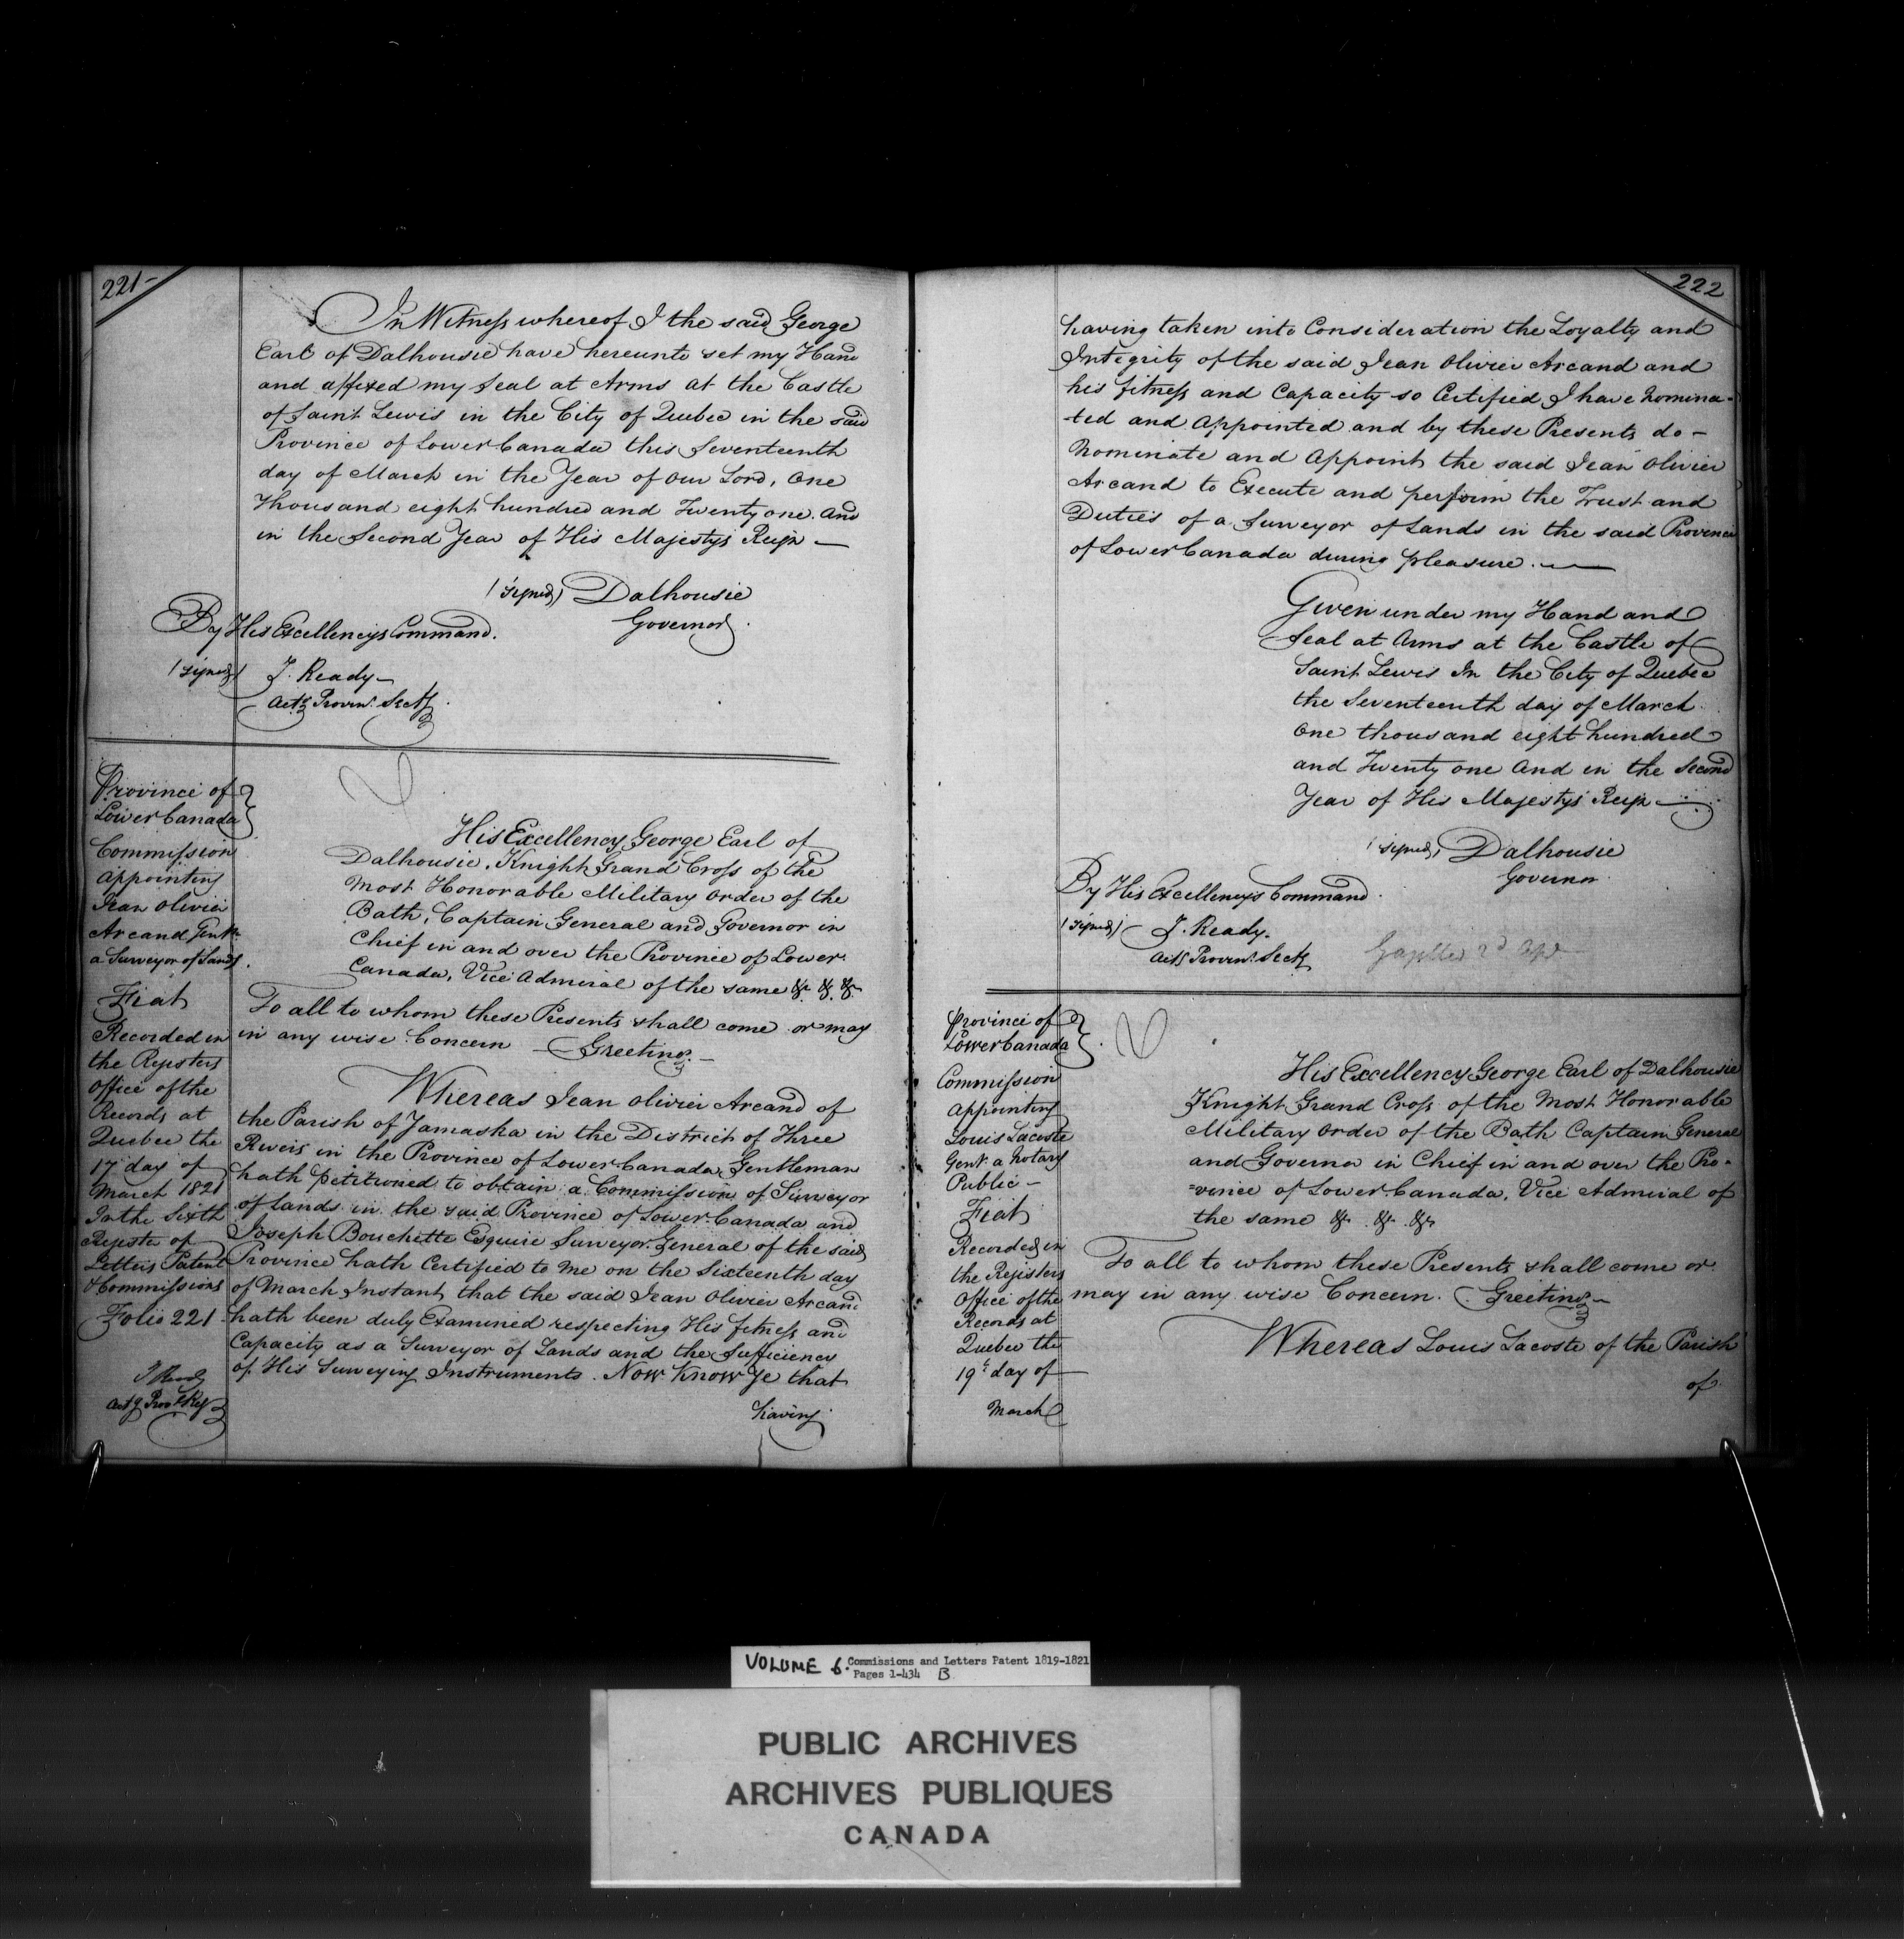 221-
In Witness whereof I the said George
Earl of Dalhousie have hereunto set my Hand
and affixed my Seal at Arms at the Castle
of Saint Lewis in the City of Quebec in the said
Province of Lower Canada this Seventeenth
day of March in the Year of Our Lord, One
Thousand eight hundred and Twenty one. And
in the Second Year of His Majestys Reign —
(signed) Dalhousie
Governor.
By His Excellencys Command.
(signed) J. Ready —
Actg Provinl. Secty.
Province of
Lower Canada
Commission
Appointing
Jean Olivier
Arcand Gentn.
a Surveyor of Lands.
Fiat
Recorded in
the Registers
Office of the
Records at
Quebec the
17 day of
March 1821
In the Sixth
Register of
Letters Patent
& Commissions
Folio 221
J Ready
His Excellency George Earl of
Dalhousie, Knight Grand Cross of the
Most Honorable Military Order of the
Bath, Captain General and Governor in
Chief in and over the Province of Lower
Canada, Vice Admiral of the same &. &. &.
To all to whom these Presents shall come or may
in any wise Concern — Greeting. —
Whereas Jean Olivier Arcand of
the Parish of Yamaska in the District of Three
Rivers in the Province of Lower Canada Gentleman
hath petitioned to obtain a Commission of Surveyor
of Lands in the said Province of Lower Canada and
Joseph Bouchette Esquire Surveyor General of the said
Province hath Certified to me on the Sixteenth day
of March Instant, that the said Jean Olivier Arcand
hath been duly Examined respecting His fitness and
Capacity as a Surveyor of Lands and the Sufficiency
of His Surveying Instruments. Now Know Ye that
having
222
having taken into Consideration the Loyalty and
Integrity of the said Jean Olivier Arcand and
his fitness and Capacity so Certified I have Nomina-
ted and Appointed and by these Presents do —
Nominate and Appoint the said Jean Olivier
Arcand to Execute and perform the Trust and
Duties of a Surveyor of Lands in the said Province
of Lower Canada during pleasure. —
Given under my Hand and
Seal at Arms at the Castle of
Saint Lewis In the City of Quebec
the Seventeenth day of March
One thousand eight hundred
and Twenty one And in the Second
Year of His Majestys Reign —
(signed) Dalhousie
Governor
By His Excellency's Command.
(signed) J. Ready.
Actg Provinl. Secty
Province of
Lower Canada
Commission
Appointing
Louis Lacoste
Gent. a Notary
Public —
Fiat
Recorded in
the Registers
Office of the
Records at
Quebec the
19t day of
March
His Excellency George Earl of Dalhousie
Knight Grand Cross of the Most Honorable
Military Order of the Bath Captain General
and Governor in Chief in and over the Pro-
=vince of Lower Canada, Vice Admiral of
the same &. &. &.
To all to whom these Presents shall come or
may in any wise Concern. Greeting —
Whereas Louis Lacoste of the Parish
of
VOLUME 6. Commissions and Letters Patent 1819-1821
Pages 1-434 B
PUBLIC ARCHIVES
ARCHIVES PUBLIQUES
CANADA